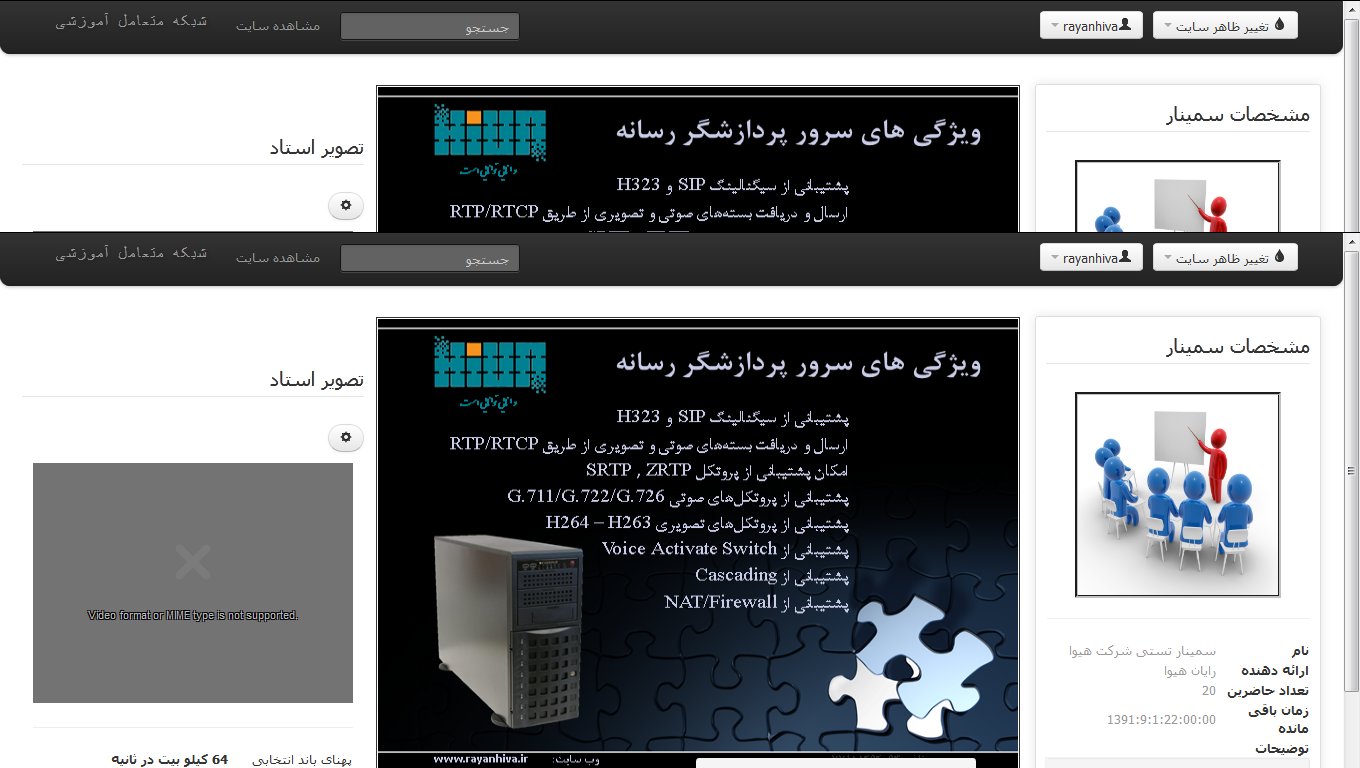 تغییر ظاهر سایت
rayanhiva
جستجو
مشاهده سایت
شبکه متعامل آموزشی
مشخصات سمینار
ویژگی های سرور پردازشگر رسانه
پشتیبانی از سیگنالینگ SIP و H323
ارسال و دریافت بسته‌های صوتی و تصویری از طریق RTP/RTCP
تصویر استاد
تغییر ظاهر سایت
rayanhiva
جستجو
مشاهده سایت
شبکه متعامل آموزشی
مشخصات سمینار
نام سمینار تستی شرکت هیوا
ارائه دهنده رایان هیوا
تعداد حاضرین 20
زمان باقی مانده 1391:9:1:22:00:00
توضیحات
ویژگی های سرور پردازشگر رسانه
پشتیبانی از سیگنالینگ SIP و H323
ارسال و دریافت بسته‌های صوتی و تصویری از طریق RTP/RTCP
امکان پشتیبانی از پروتکل SRTP , ZRTP
پشتیبانی از پروتکل‌های صوتی G.711/G.722/G.726
پشتیبانی از پروتکل‌های تصویری H264 – H263
پشتیبانی از Voice Activate Switch
پشتیبانی از Cascading
پشتیبانی از NAT/Firewall
وب سایت: www.rayanhiva.ir
تصویر استاد
Video format or MIME type is not supported.
پهنای باند انتخابی 64 کیلو بیت در ثانیه